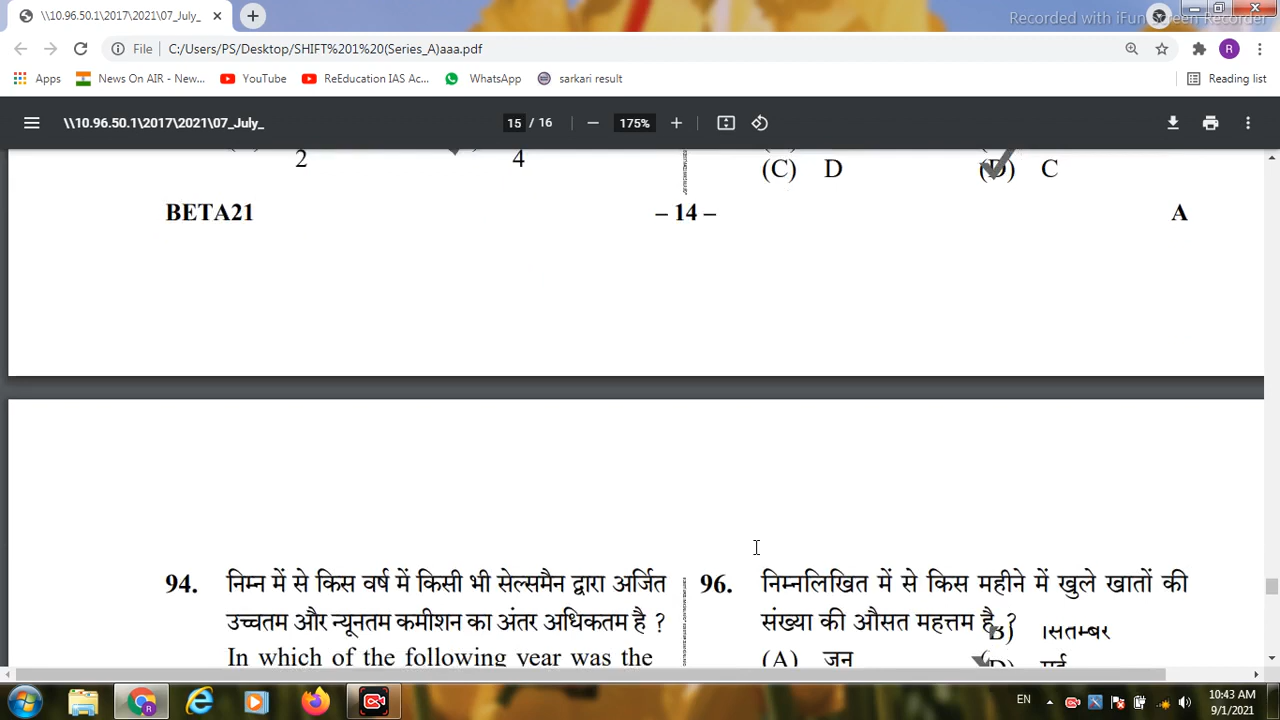 \\10.96.50.1\2017\2021\07_July_
Recorded with iFun Screen Recorder
File
C:/Users/PS/Desktop/SHIFT%201%20(Series_A)aaa.pdf
R
Apps
News On AIR - New...
YouTube
ReEducation IAS Ac...
WhatsApp
sarkari result
Reading list
\\10.96.50.1\2017\2021\07_July_
15 / 16
175%
2
4
(C) D
(D) C
BETA21
– 14 –
A
94. निम्न में से किस वर्ष में किसी भी सेल्समैन द्वारा अर्जित
उच्चतम और न्यूनतम कमीशन का अंतर अधिकतम है ?
In which of the following year was the
96. निम्नलिखित में से किस महीने में खुले खातों की
संख्या की औसत महत्तम है ?
B) सितम्बर
(A) जून
(D) मई
EN
10:43 AM
9/1/2021